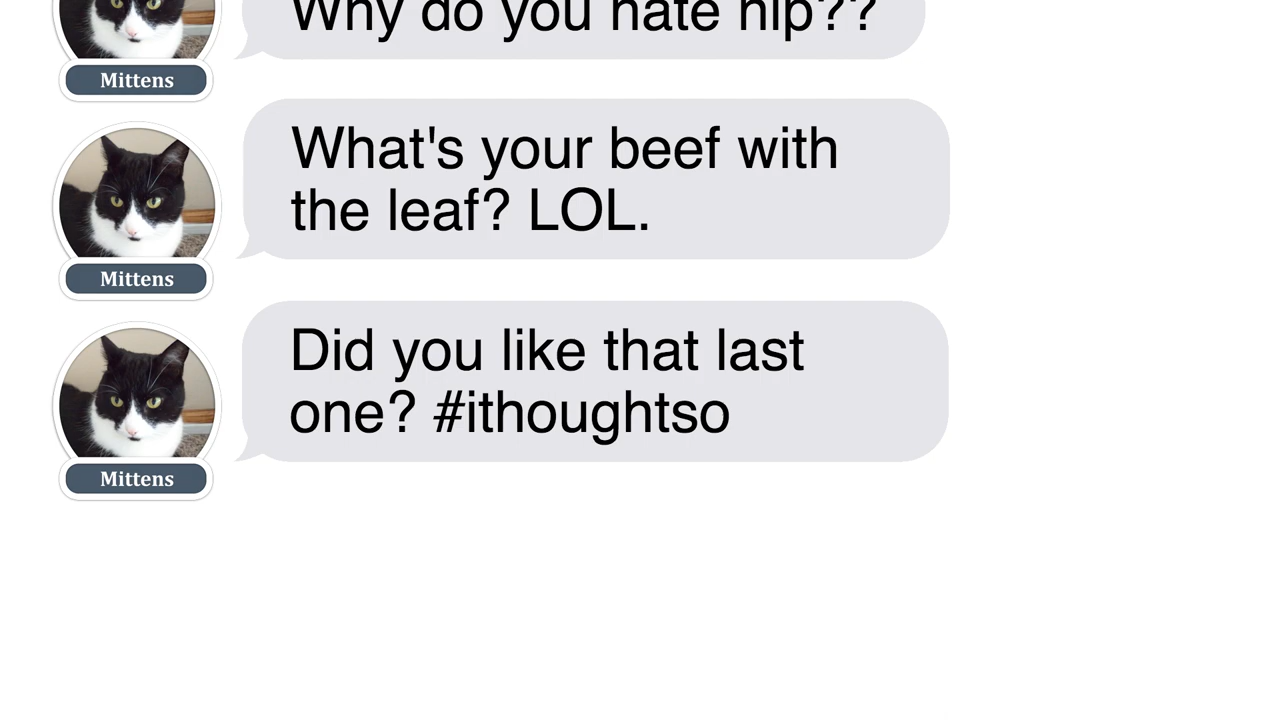 Why do you hate nip??
Mittens
What's your beef with
the leaf? LOL.
Mittens
Did you like that last
one? #ithoughtso
Mittens